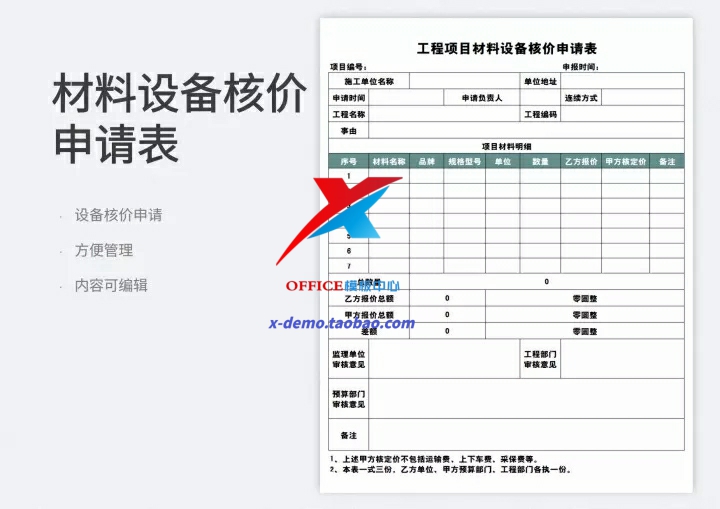 材料设备核价
申请表
· 设备核价申请
· 方便管理
· 内容可编辑
工程项目材料设备核价申请表
项目编号： 申报时间：
施工单位名称 单位地址
申请时间 申请负责人 连续方式
工程名称 工程编码
事由
项目材料明细
序号 材料名称 品牌 规格型号 单位 数量 乙方报价 甲方核定价 备注
1
5
6
7
总数量 0
乙方报价总额 0 零圆整
甲方报价总额 0 零圆整
差额 0 零圆整
监理单位
审核意见
工程部门
审核意见
预算部门
审核意见
备注
1、上述甲方核定价不包括运输费、上下车费、采保费等。
2、本表一式三份，乙方单位、甲方预算部门、工程部门各执一份。
OFFICE模板中心
x-demo.taobao.com